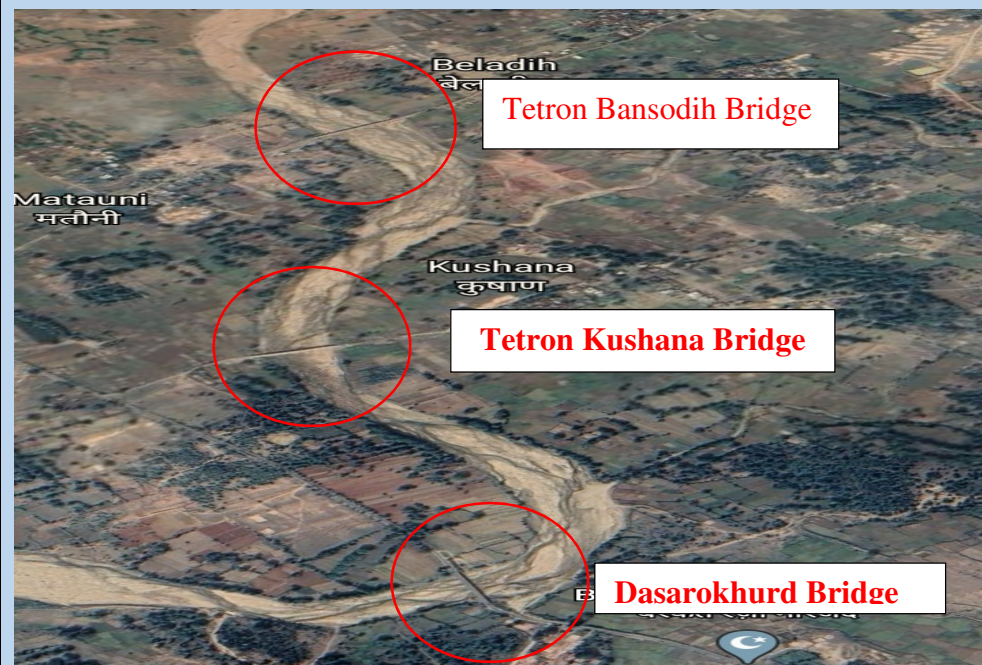 Beladih
Tetron Bansodih Bridge
Matauni
मतौनी
Kushana
कुषाण
Tetron Kushana Bridge
Dasarokhurd Bridge